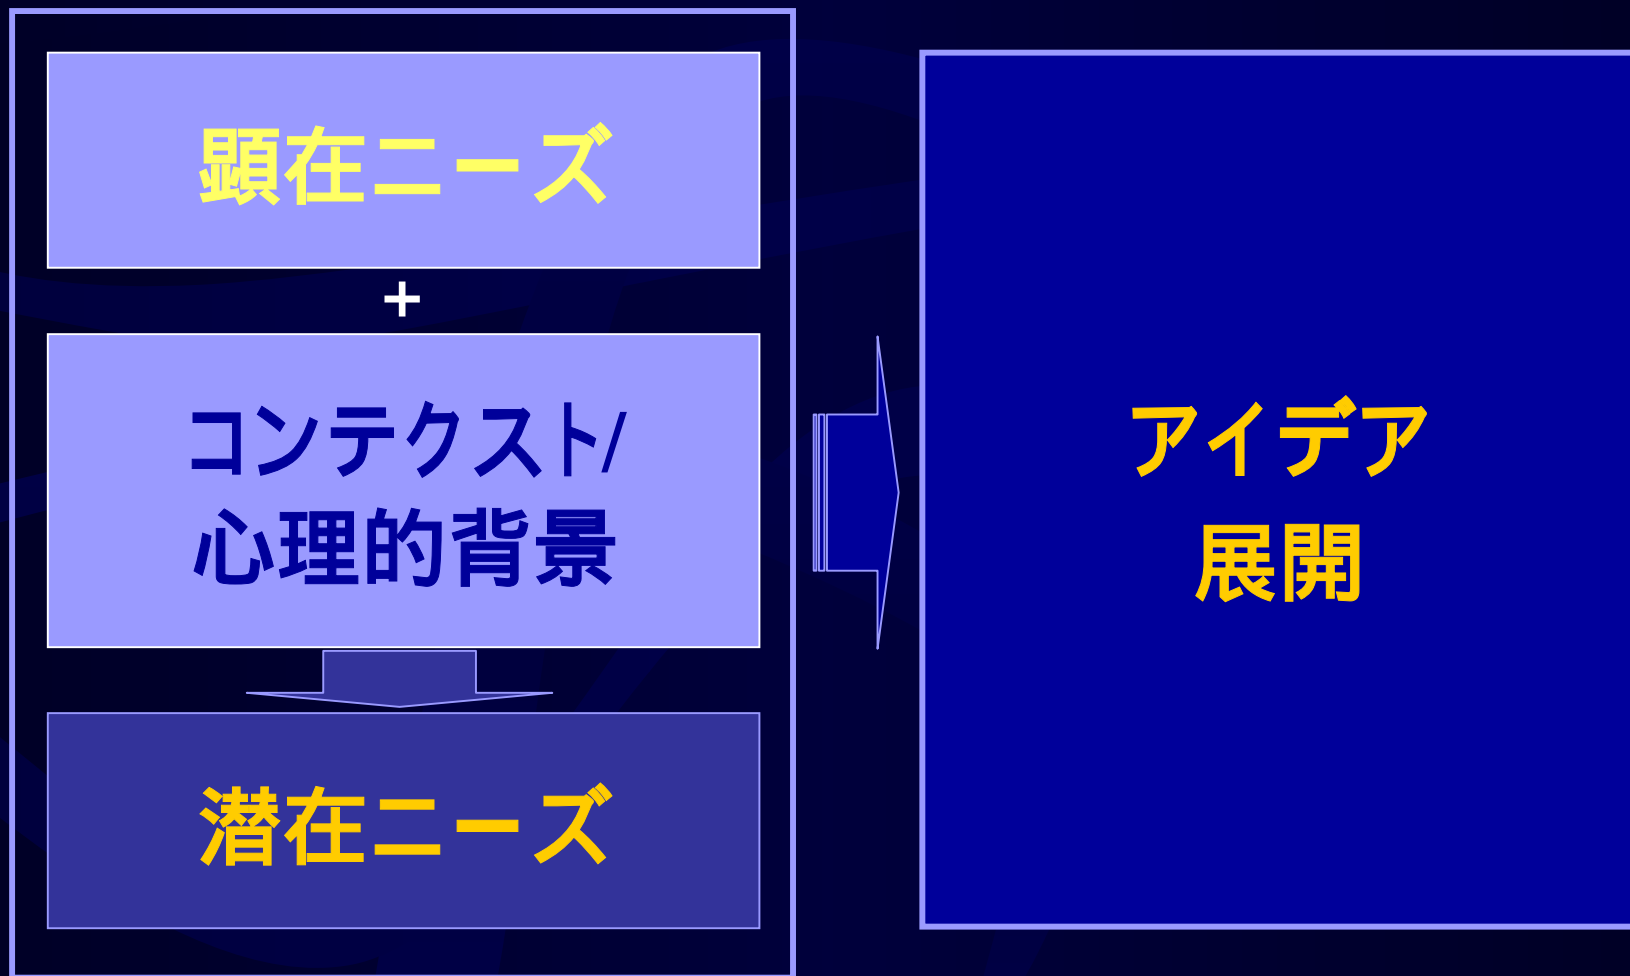 顕在ニーズ
+
コンテクスト/
心理的背景
潜在ニーズ
アイデア
展開